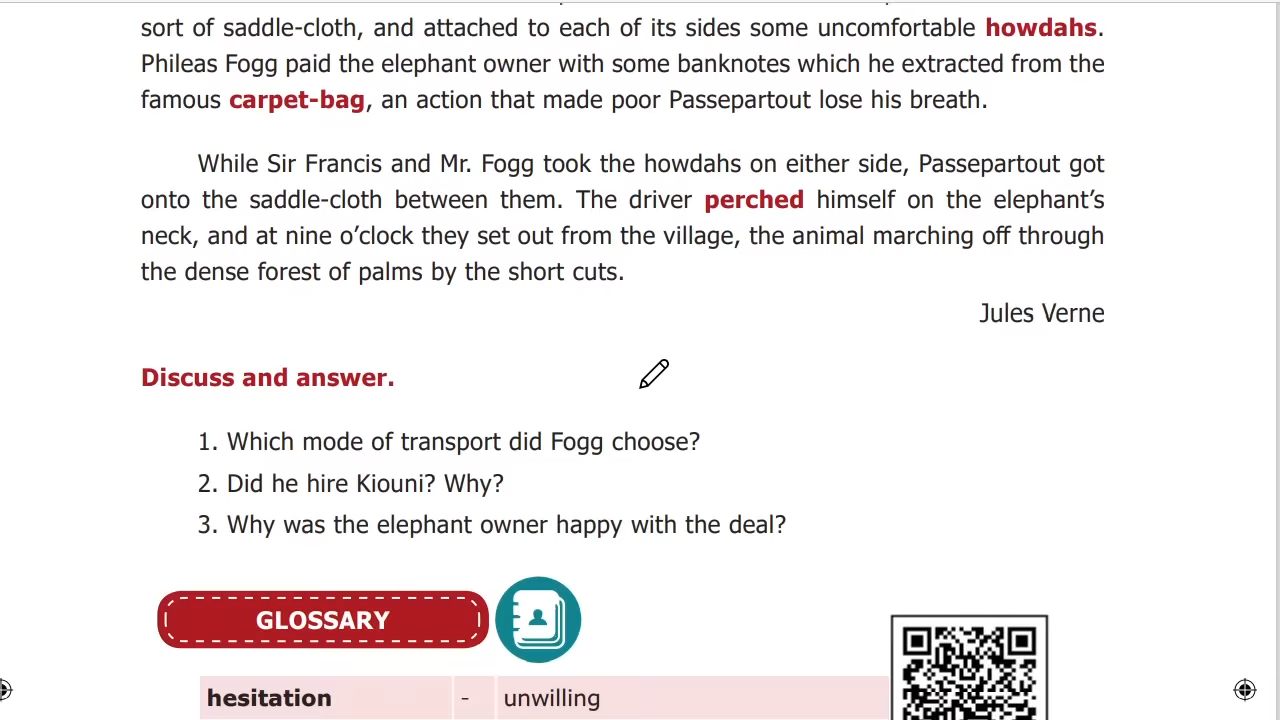 sort of saddle-cloth, and attached to each of its sides some uncomfortable howdahs.
Phileas Fogg paid the elephant owner with some banknotes which he extracted from the
famous carpet-bag, an action that made poor Passepartout lose his breath.
While Sir Francis and Mr. Fogg took the howdahs on either side, Passepartout got
onto the saddle-cloth between them. The driver perched himself on the elephant’s
neck, and at nine o’clock they set out from the village, the animal marching off through
the dense forest of palms by the short cuts.
Jules Verne
Discuss and answer.
1. Which mode of transport did Fogg choose?
2. Did he hire Kiouni? Why?
3. Why was the elephant owner happy with the deal?
GLOSSARY
hesitation - unwilling